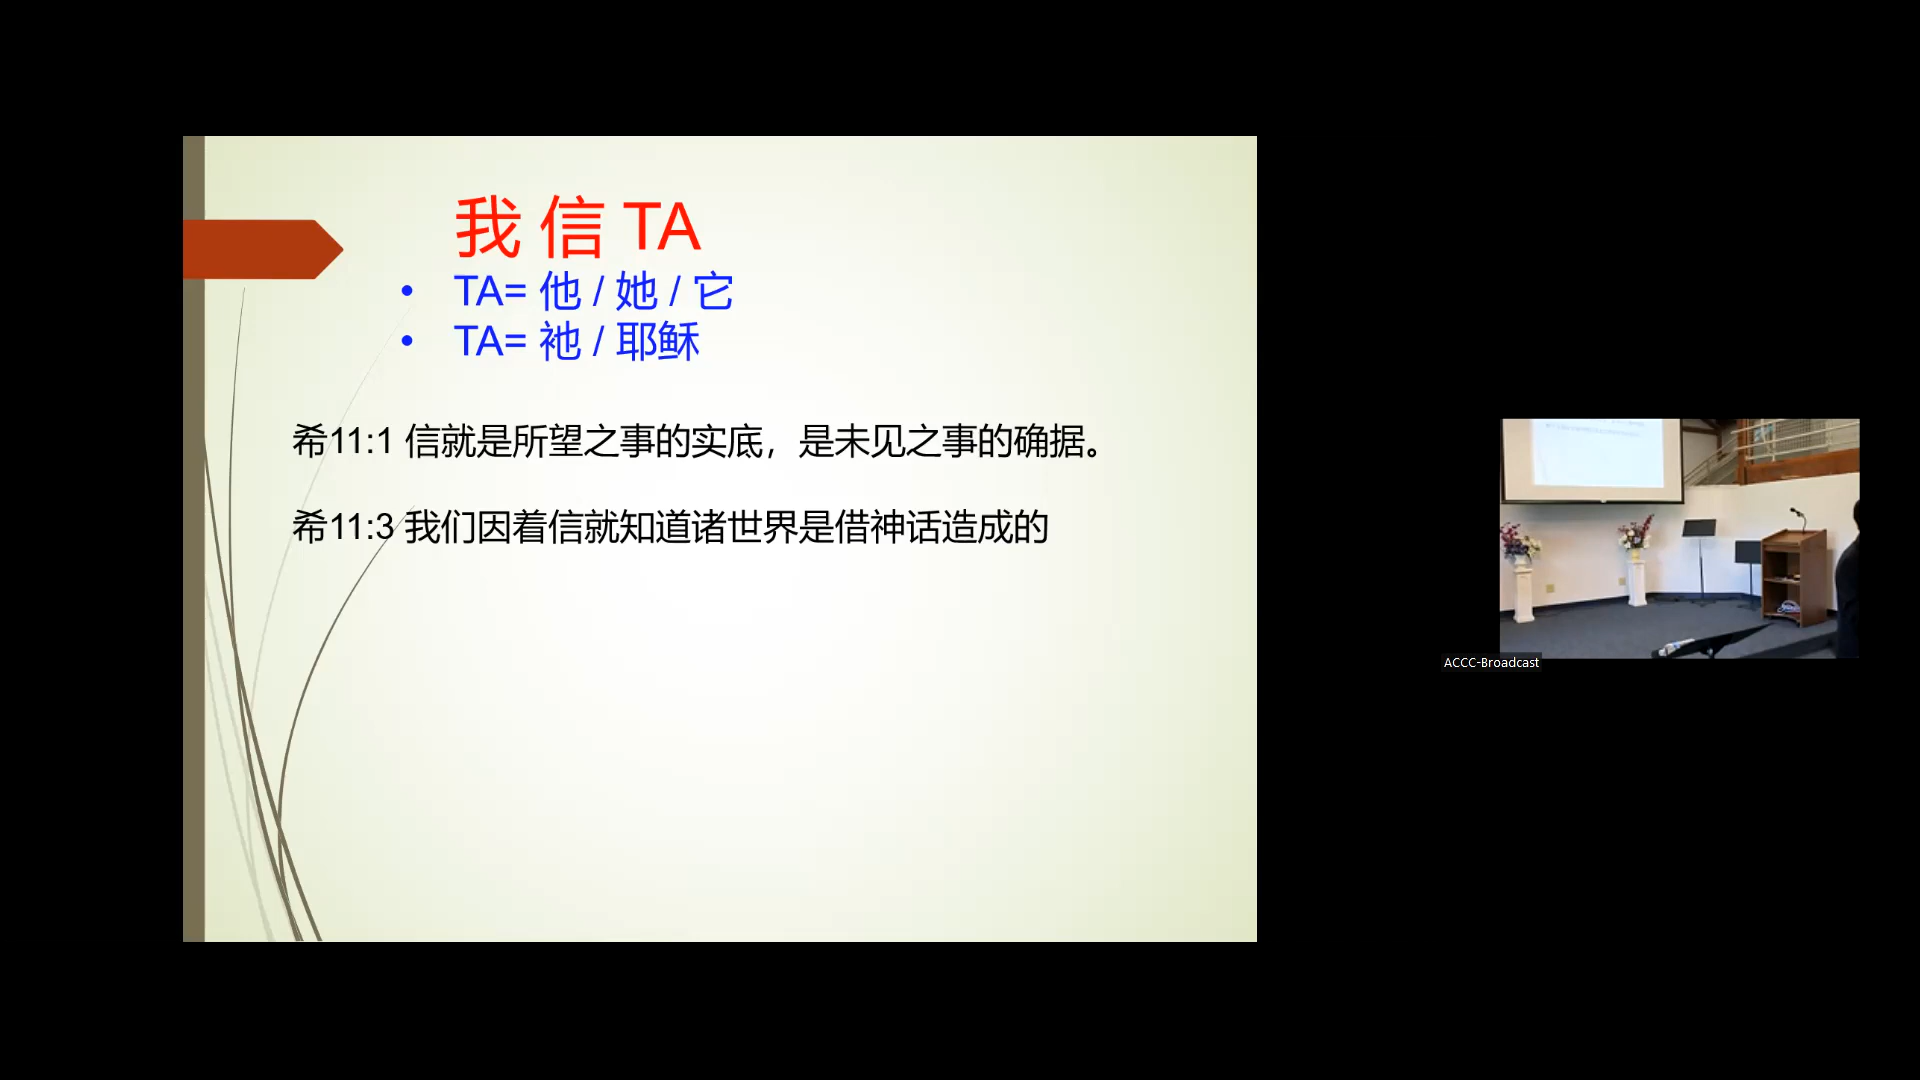 我 信 TA
• TA= 他 / 她 / 它
• TA= 祂 / 耶稣
希11:1 信就是所望之事的实底，是未见之事的确据。
希11:3 我们因着信就知道诸世界是借神话造成的
ACCC-Broadcast